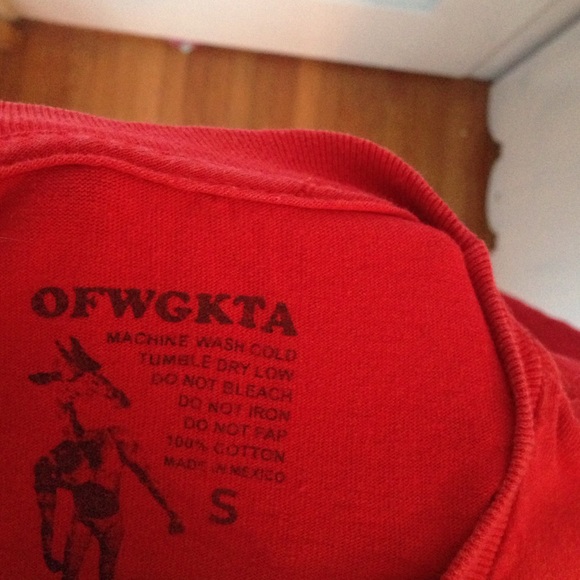 OFWGKTA
MACHINE WASH COLD
TUMBLE DRY LOW
DO NOT BLEACH
DO NOT IRON
DO NOT FAP
100% COTTON
MADE IN MEXICO
S